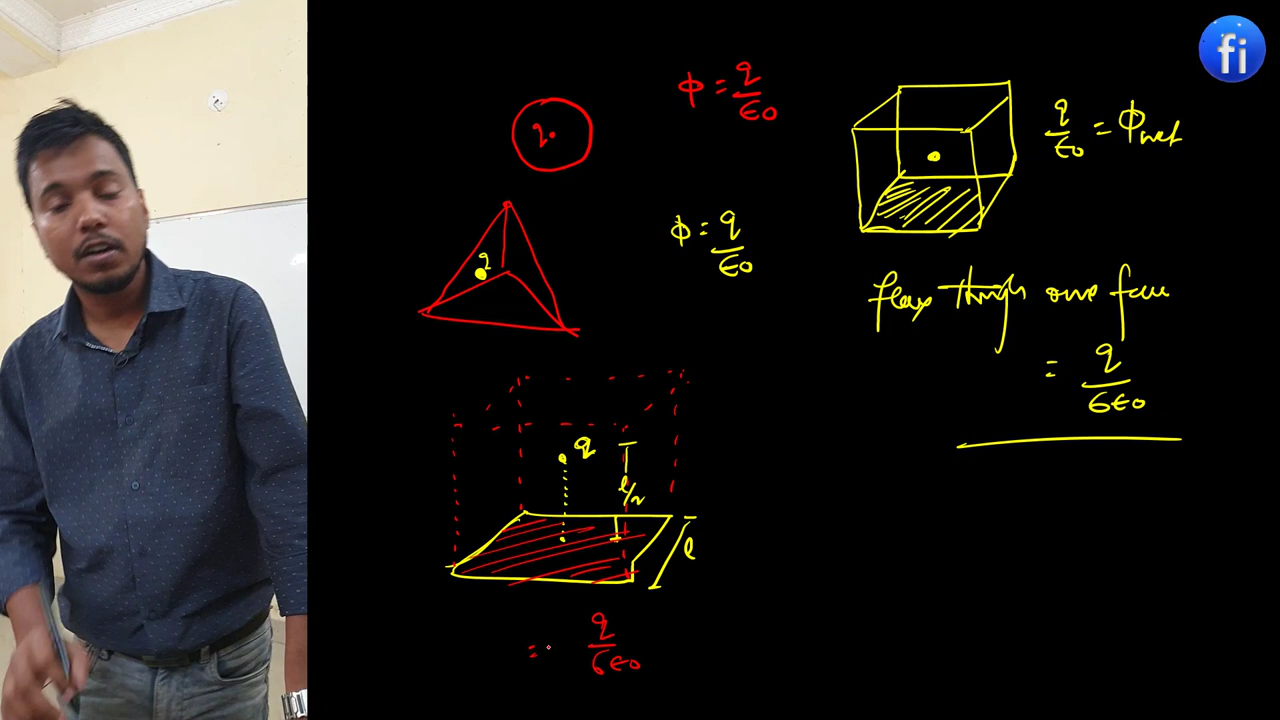 fi
ϕ = q/ϵ0
q.
q/ϵ0 = ϕnet
ϕ = q/ϵ0
q
flux through one face
= q/6ϵ0
q
l/2
l
= q/6ϵ0